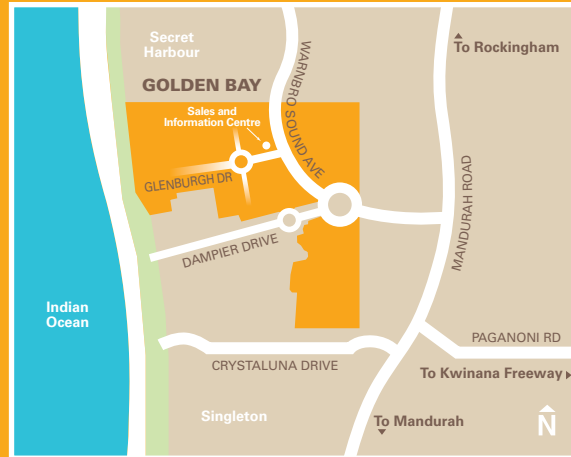 Secret
Harbour
To Rockingham
GOLDEN BAY
WARNBRO SOUND AVE
Sales and
Information Centre
GLENBURGH DR
MANDURAH ROAD
DAMPIER DRIVE
Indian
Ocean
PAGANONI RD
CRYSTALUNA DRIVE
To Kwinana Freeway
Singleton
To Mandurah
N